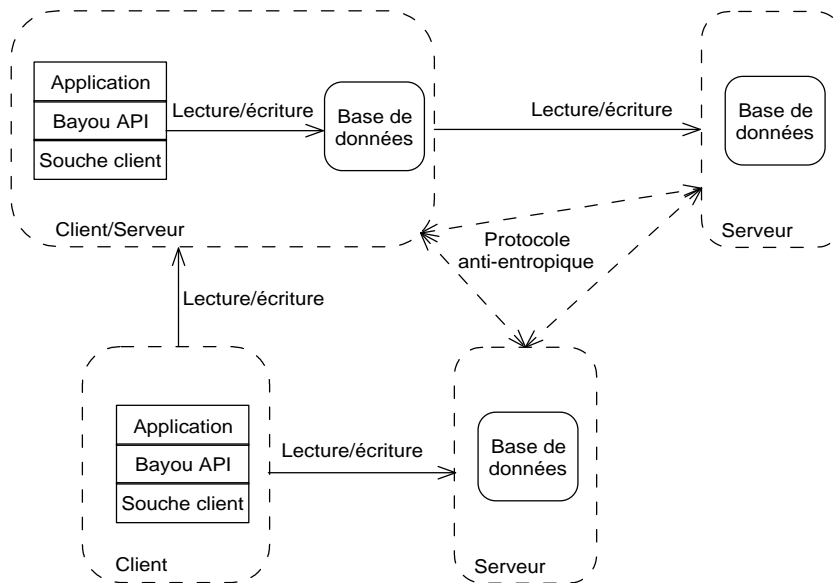 Application
Bayou API
Souche client
Lecture/écriture
Base de
données
Lecture/écriture
Base de
données
Client/Serveur
Protocole
anti-entropique
Serveur
Lecture/écriture
Application
Bayou API
Souche client
Lecture/écriture
Base de
données
Client
Serveur